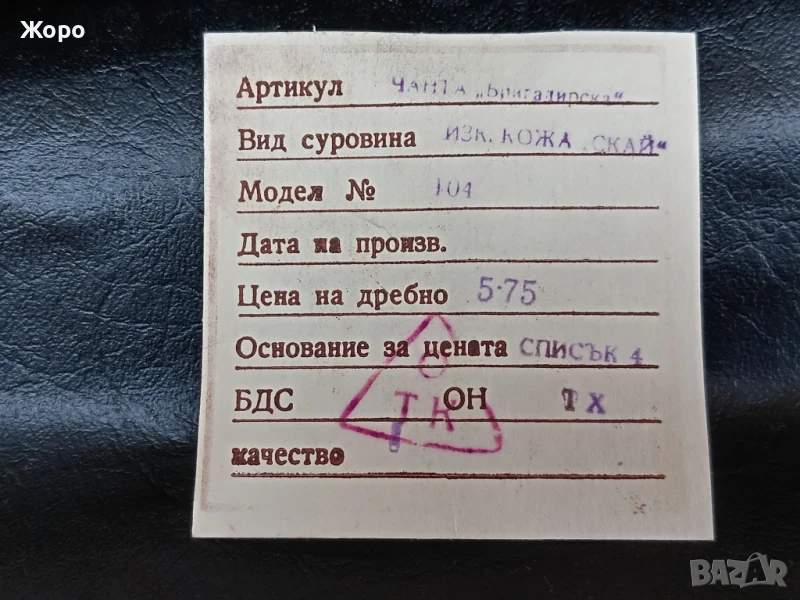 Жоро
Артикул ЧАНТА „Бригадирска“
Вид суровина ИЗК. КОЖА „СКАЙ“
Модел № 104
Дата на произв.
Цена на дребно 5·75
Основание за цената СПИСЪК 4
О
БДС ТК ОН ТХ
качество I
BAZAR